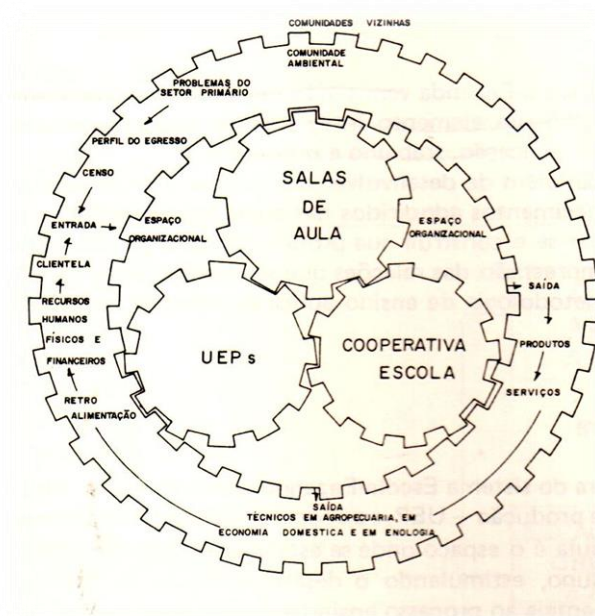 COMUNIDADES VIZINHAS
COMUNIDADE
AMBIENTAL
PROBLEMAS DO
SETOR PRIMÁRIO
PERFIL DO EGRESSO
CENSO
ENTRADA
CLIENTELA
RECURSOS
HUMANOS
FÍSICOS E
FINANCEIROS
RETRO
ALIMENTAÇÃO
ESPAÇO
ORGANIZACIONAL
SALAS
DE
AULA
ESPAÇO
ORGANIZACIONAL
UEPs
COOPERATIVA
ESCOLA
SAÍDA
PRODUTOS
SERVIÇOS
SAÍDA
TÉCNICOS EM AGROPECUÁRIA, EM
ECONOMIA DOMESTICA E EM ENOLOGIA